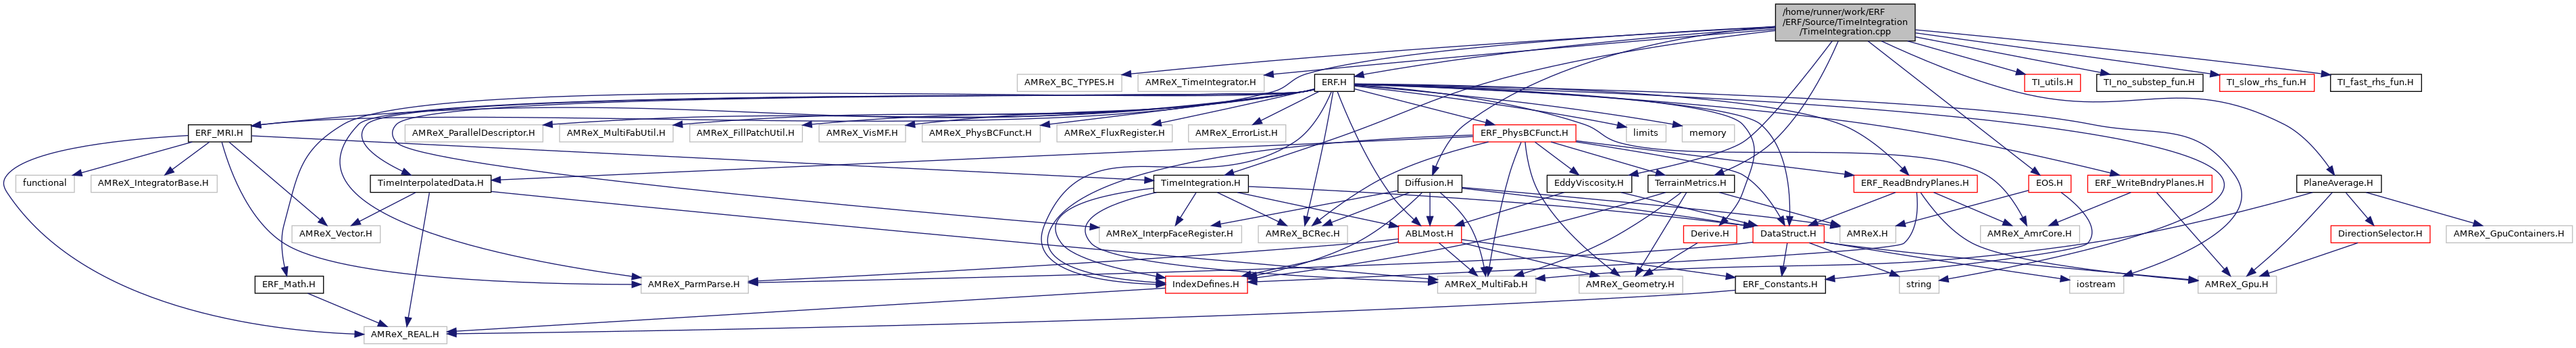 /home/runner/work/ERF
/ERF/Source/TimeIntegration
/TimeIntegration.cpp
AMReX_BC_TYPES.H
AMReX_TimeIntegrator.H
ERF.H
TI_utils.H
TI_no_substep_fun.H
TI_slow_rhs_fun.H
TI_fast_rhs_fun.H
ERF_MRI.H
AMReX_ParallelDescriptor.H
AMReX_MultiFabUtil.H
AMReX_FillPatchUtil.H
AMReX_VisMF.H
AMReX_PhysBCFunct.H
AMReX_FluxRegister.H
AMReX_ErrorList.H
ERF_PhysBCFunct.H
limits
memory
functional
AMReX_IntegratorBase.H
TimeInterpolatedData.H
TimeIntegration.H
Diffusion.H
EddyViscosity.H
TerrainMetrics.H
ERF_ReadBndryPlanes.H
EOS.H
ERF_WriteBndryPlanes.H
PlaneAverage.H
AMReX_Vector.H
AMReX_InterpFaceRegister.H
AMReX_BCRec.H
ABLMost.H
Derive.H
DataStruct.H
AMReX.H
AMReX_AmrCore.H
DirectionSelector.H
AMReX_GpuContainers.H
ERF_Math.H
AMReX_ParmParse.H
AMReX_MultiFab.H
IndexDefines.H
AMReX_Geometry.H
ERF_Constants.H
string
iostream
AMReX_Gpu.H
AMReX_REAL.H